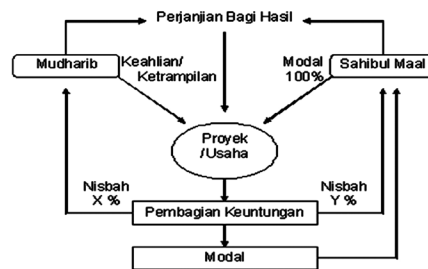 Perjanjian Bagi Hasil
Mudharib
Keahlian/
Ketrampilan
Modal
100%
Sahibul Maal
Proyek
/Usaha
Nisbah
X %
Nisbah
Y %
Pembagian Keuntungan
Modal